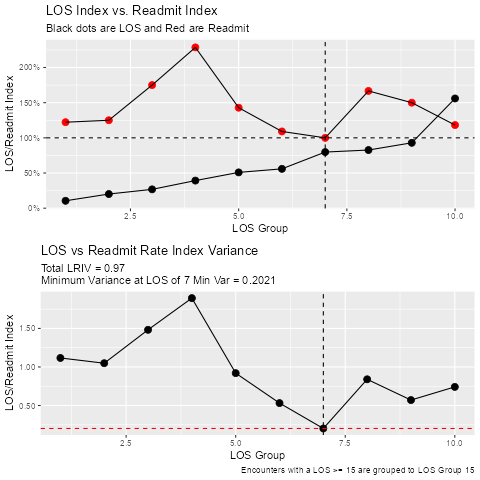 LOS Index vs. Readmit Index
Black dots are LOS and Red are Readmit
LOS/Readmit Index
200%
150%
100%
50%
0%
2.5
5.0
7.5
10.0
LOS Group
LOS vs Readmit Rate Index Variance
Total LRIV = 0.97
Minimum Variance at LOS of 7 Min Var = 0.2021
LOS/Readmit Index
1.50
1.00
0.50
2.5
5.0
7.5
10.0
LOS Group
Encounters with a LOS >= 15 are grouped to LOS Group 15